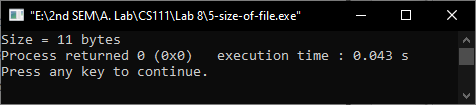 "E:\2nd SEM\A. Lab\CS111\Lab 8\5-size-of-file.exe"
Size = 11 bytes
Process returned 0 (0x0)   execution time : 0.043 s
Press any key to continue.